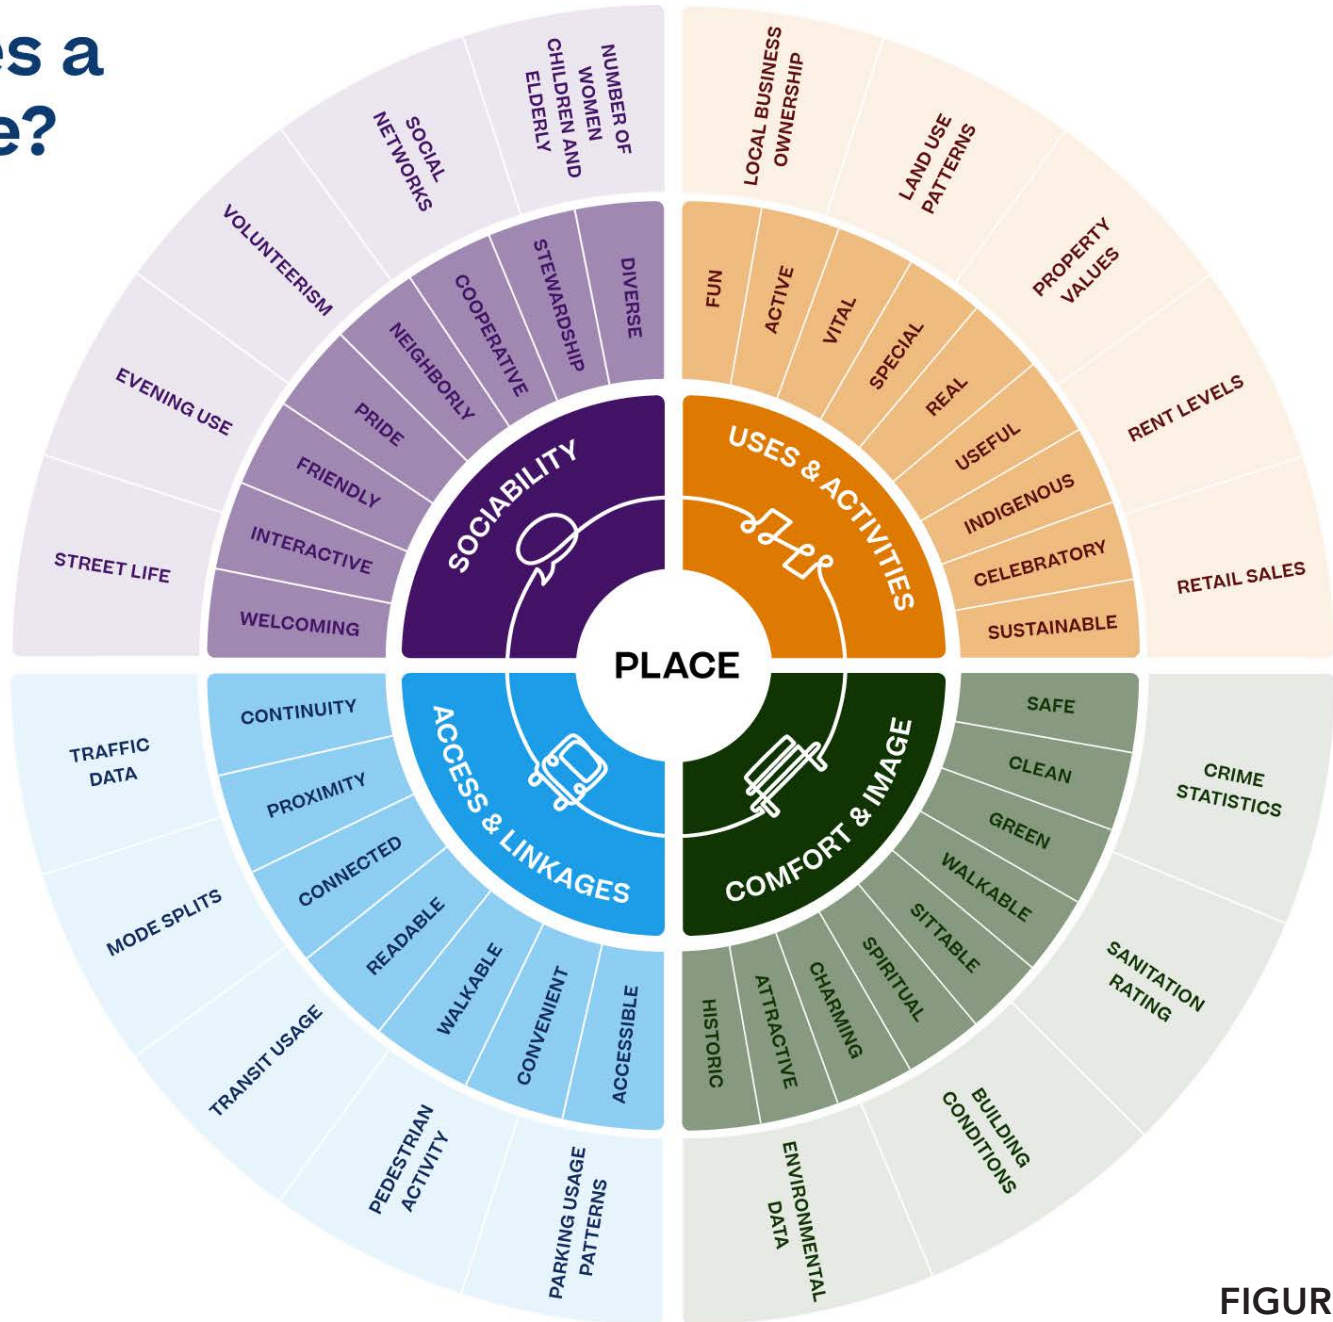 es a
e?
NUMBER OF
WOMEN
CHILDREN AND
ELDERLY
SOCIAL
NETWORKS
VOLUNTEERISM
EVENING USE
STREET LIFE
DIVERSE
STEWARDSHIP
COOPERATIVE
NEIGHBORLY
PRIDE
FRIENDLY
INTERACTIVE
WELCOMING
SOCIABILITY
LOCAL BUSINESS
OWNERSHIP
LAND USE
PATTERNS
PROPERTY
VALUES
RENT LEVELS
RETAIL SALES
FUN
ACTIVE
VITAL
SPECIAL
REAL
USEFUL
INDIGENOUS
CELEBRATORY
SUSTAINABLE
USES & ACTIVITIES
PLACE
ACCESS & LINKAGES
CONTINUITY
PROXIMITY
CONNECTED
READABLE
WALKABLE
CONVENIENT
ACCESSIBLE
TRAFFIC
DATA
MODE SPLITS
TRANSIT USAGE
PEDESTRIAN
ACTIVITY
PARKING USAGE
PATTERNS
COMFORT & IMAGE
SAFE
CLEAN
GREEN
WALKABLE
SITTABLE
SPIRITUAL
CHARMING
ATTRACTIVE
HISTORIC
CRIME
STATISTICS
SANITATION
RATING
BUILDING
CONDITIONS
ENVIRONMENTAL
DATA
FIGUR